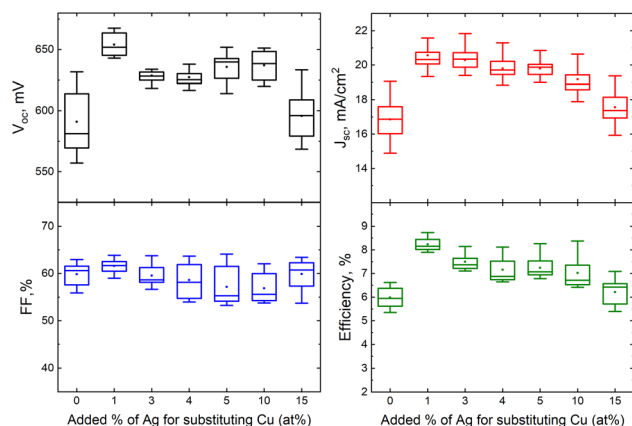 650
600
550
V_oc, mV
22
20
18
16
14
J_sc, mA/cm²
70
60
50
40
FF,%
9
8
7
6
5
4
3
2
Efficiency, %
0 1 3 4 5 10 15
Added % of Ag for substituting Cu (at%)
0 1 3 4 5 10 15
Added % of Ag for substituting Cu (at%)